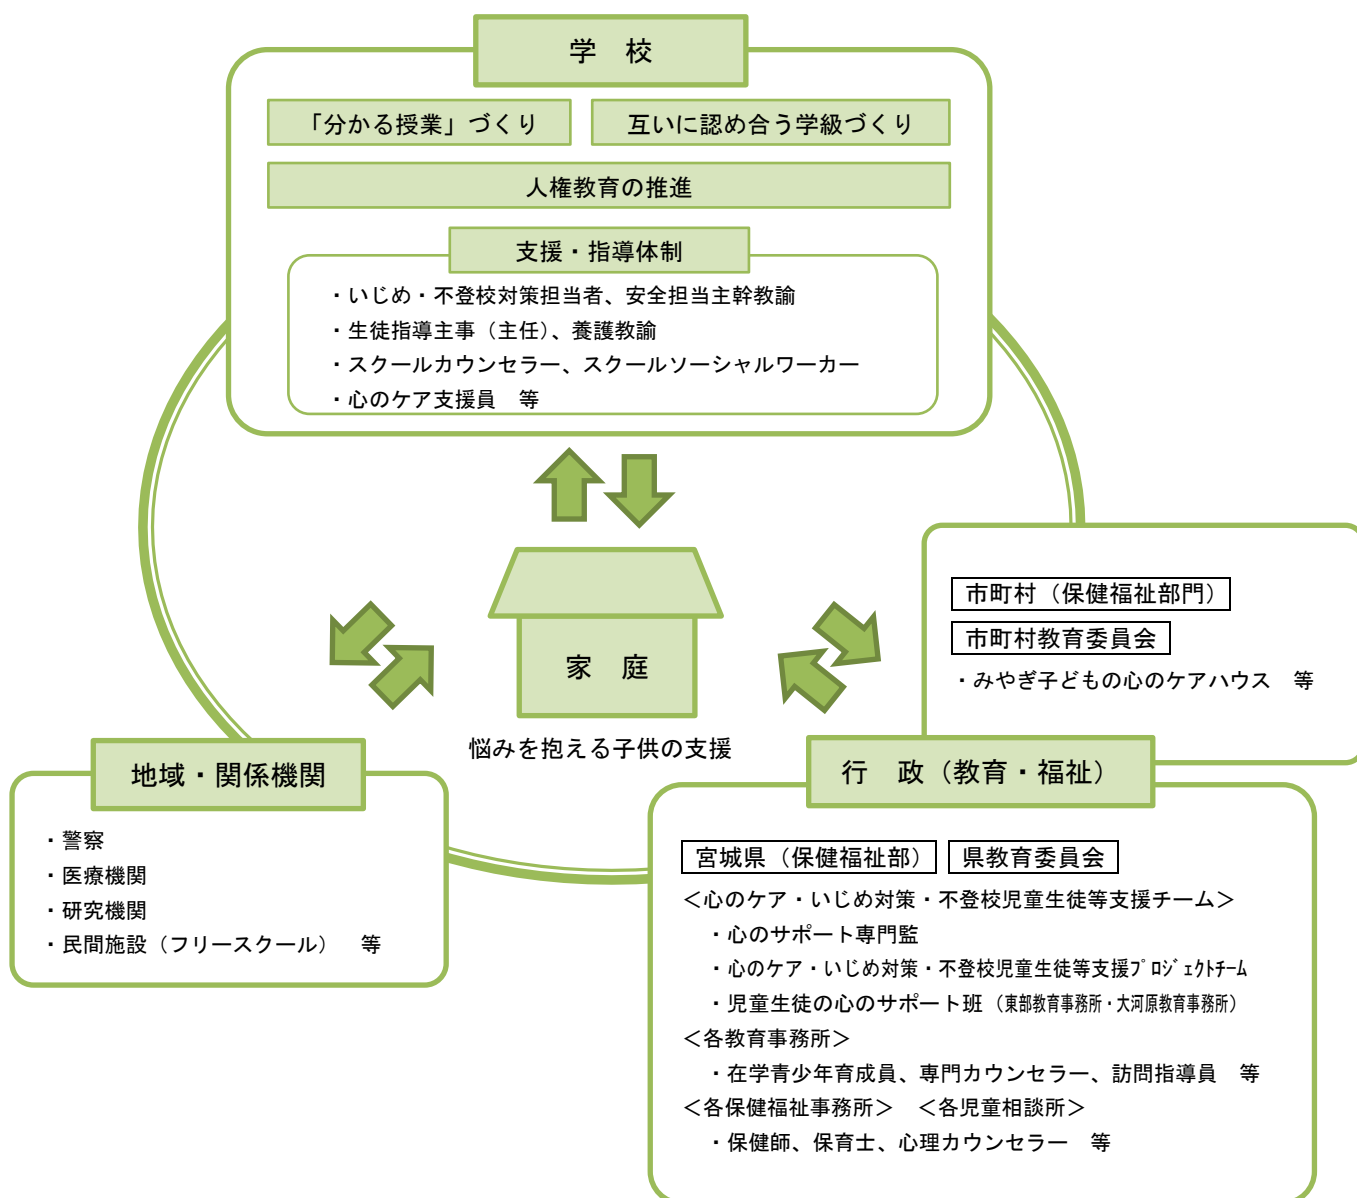 学　校
「分かる授業」づくり
互いに認め合う学級づくり
人権教育の推進
支援・指導体制
・いじめ・不登校対策担当者、安全担当主幹教諭
・生徒指導主事（主任）、養護教諭
・スクールカウンセラー、スクールソーシャルワーカー
・心のケア支援員　等
家　庭
悩みを抱える子供の支援
市町村（保健福祉部門）
市町村教育委員会
・みやぎ子どもの心のケアハウス　等
地域・関係機関
・警察
・医療機関
・研究機関
・民間施設（フリースクール）　等
行　政（教育・福祉）
宮城県（保健福祉部）　県教育委員会
＜心のケア・いじめ対策・不登校児童生徒等支援チーム＞
・心のサポート専門監
・心のケア・いじめ対策・不登校児童生徒等支援ﾌﾟﾛｼﾞｪｸﾄﾁｰﾑ
・児童生徒の心のサポート班（東部教育事務所・大河原教育事務所）
＜各教育事務所＞
・在学青少年育成員、専門カウンセラー、訪問指導員　等
＜各保健福祉事務所＞　＜各児童相談所＞
・保健師、保育士、心理カウンセラー　等